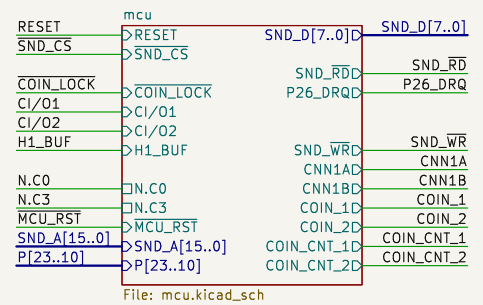 mcu
RESET RESET SND_D[7..0] SND_D[7..0]
SND_CS SND_CS
SND_RD SND_RD
COIN_LOCK COIN_LOCK P26_DRQ P26_DRQ
CI/O1 CI/O1
CI/O2 CI/O2
H1_BUF H1_BUF SND_WR SND_WR
CNN1A CNN1A
N.C0 N.C0 CNN1B CNN1B
N.C3 N.C3 COIN_1 COIN_1
MCU_RST MCU_RST COIN_2 COIN_2
SND_A[15..0] SND_A[15..0] COIN_CNT_1 COIN_CNT_1
P[23..10] P[23..10] COIN_CNT_2 COIN_CNT_2
File: mcu.kicad_sch